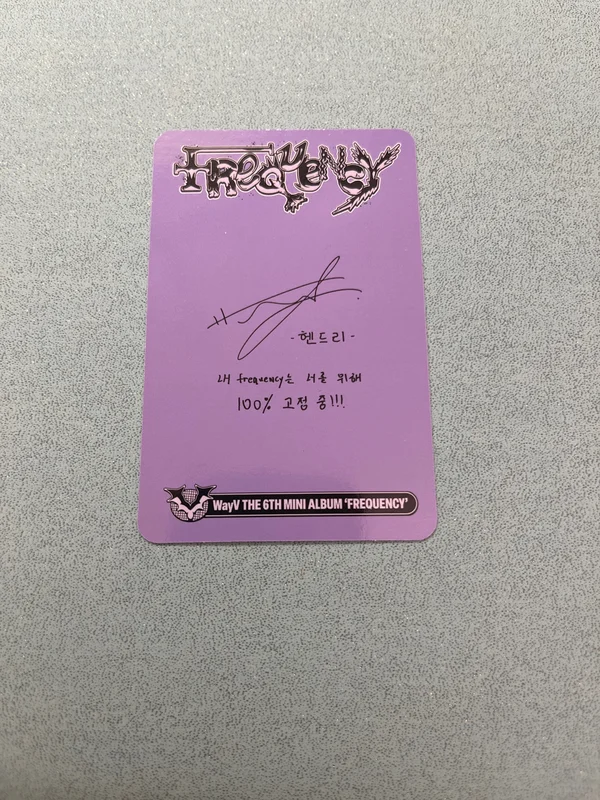 FREQUENCY
-헨드리-
내 frequency는 너를 위해
100% 고정 중!!!
WayV THE 6TH MINI ALBUM 'FREQUENCY'